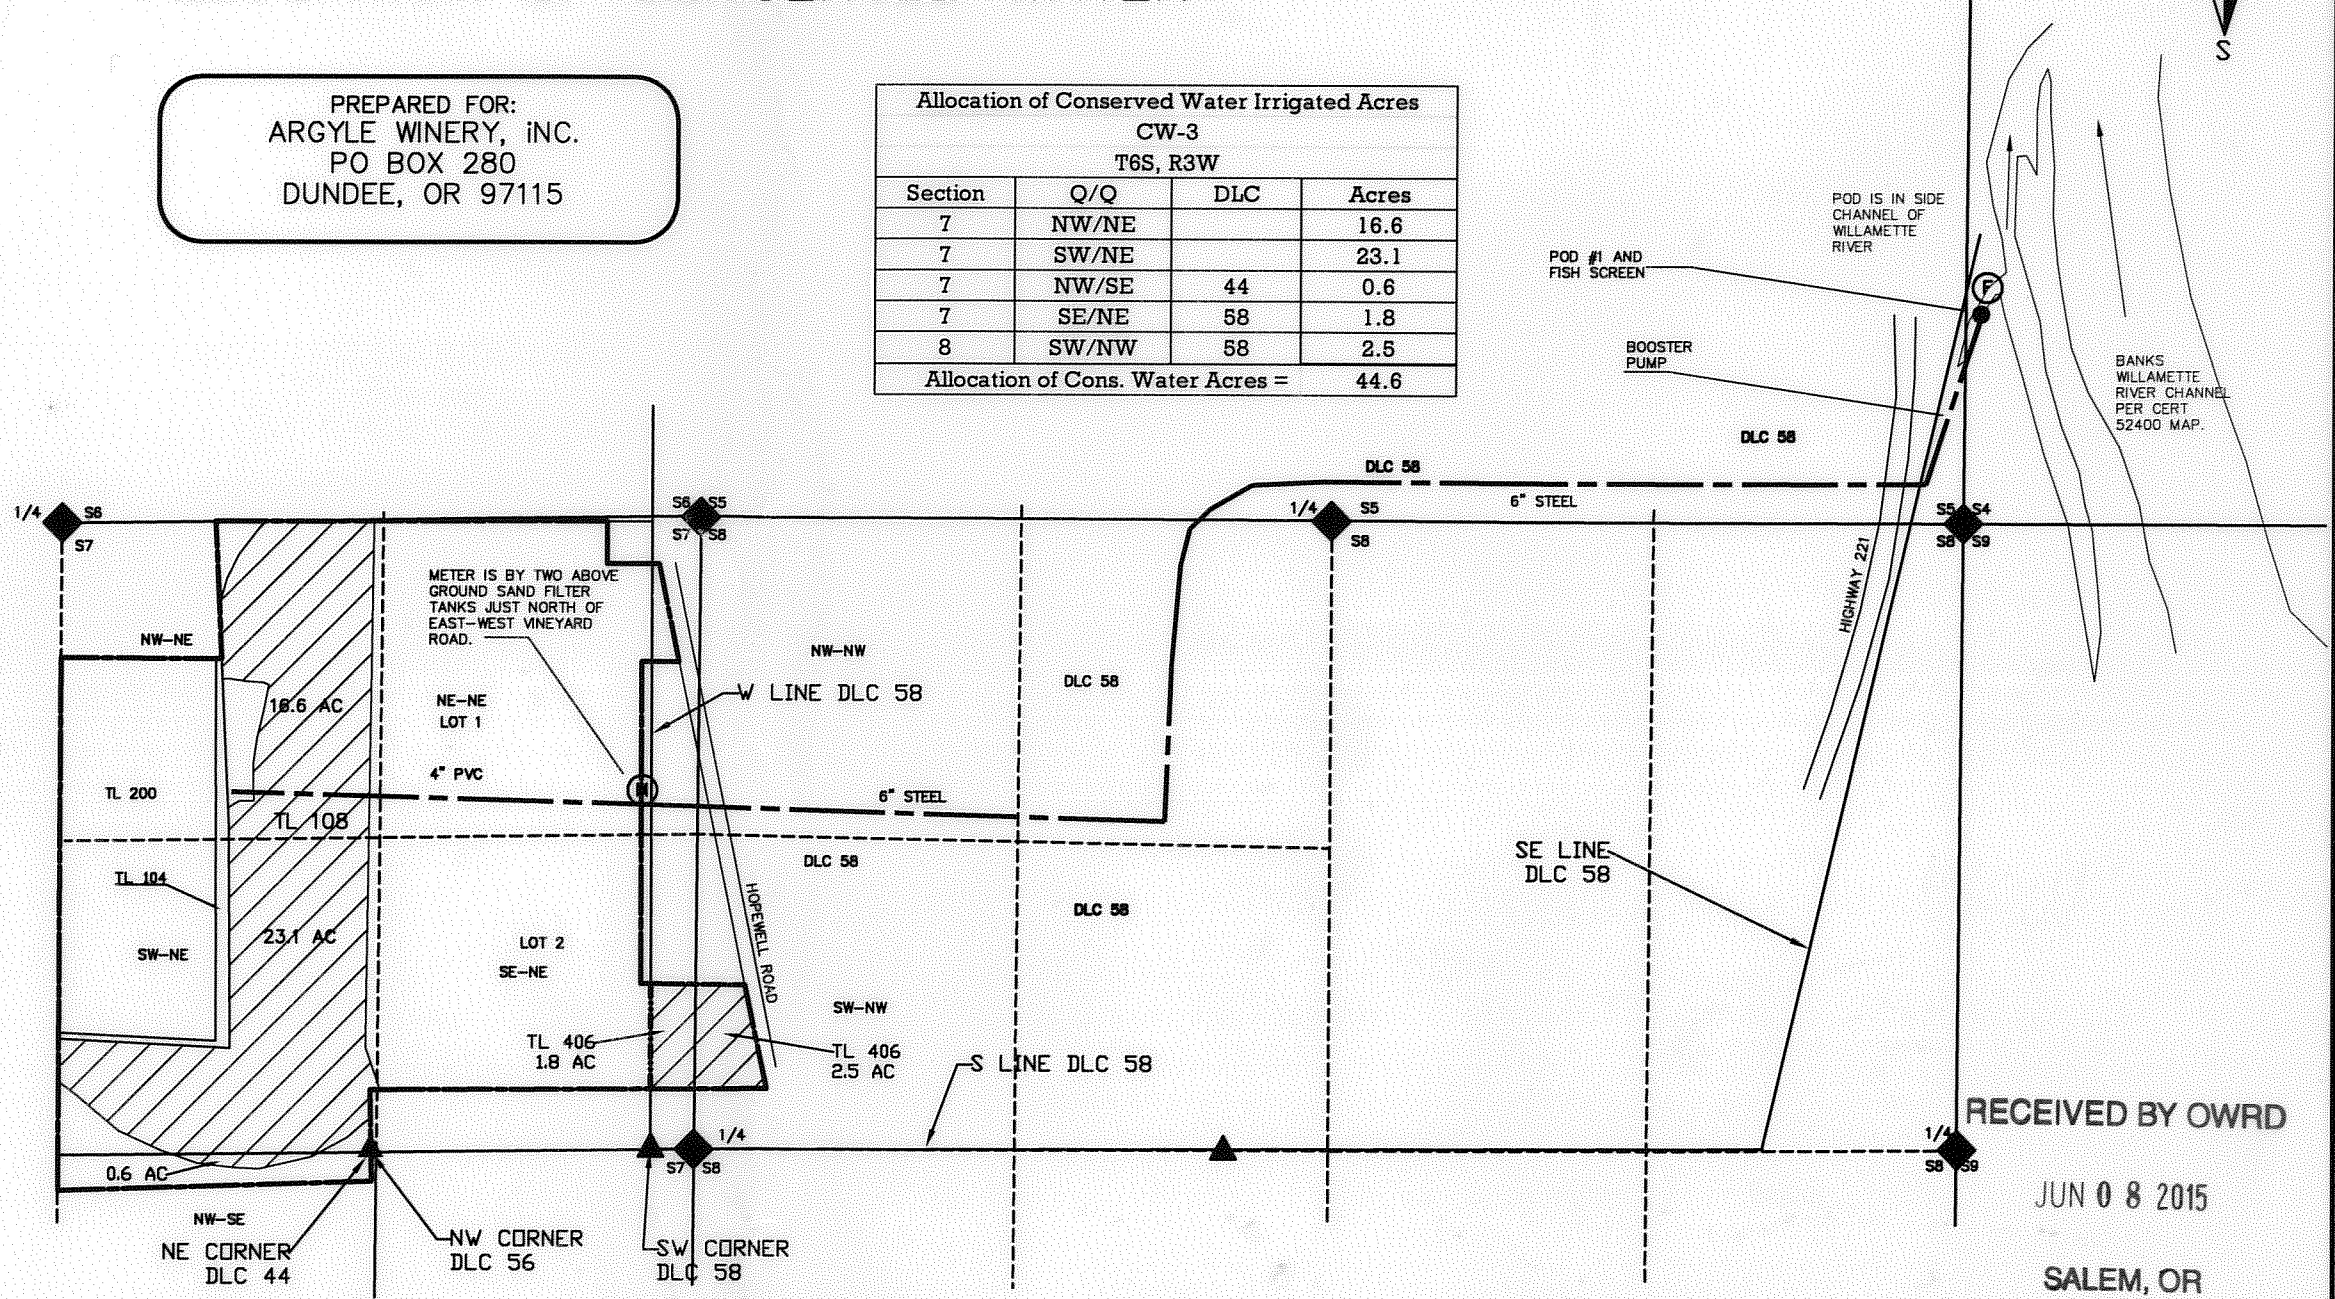 S
PREPARED FOR:
ARGYLE WINERY, iNC.
PO BOX 280
DUNDEE, OR 97115
Allocation of Conserved Water Irrigated Acres
CW-3
T6S, R3W
Section Q/Q DLC Acres
7 NW/NE 16.6
7 SW/NE 23.1
7 NW/SE 44 0.6
7 SE/NE 58 1.8
8 SW/NW 58 2.5
Allocation of Cons. Water Acres = 44.6
POD IS IN SIDE
CHANNEL OF
WILLAMETTE
RIVER
POD #1 AND
FISH SCREEN
F
BOOSTER
PUMP
BANKS
WILLAMETTE
RIVER CHANNEL
PER CERT
52400 MAP.
DLC 58
DLC 58
6" STEEL
1/4 S6
S7
S6 S5
S7 S8
1/4 S5
S8
S5 S4
S8 S9
HIGHWAY 221
METER IS BY TWO ABOVE
GROUND SAND FILTER
TANKS JUST NORTH OF
EAST-WEST VINEYARD
ROAD.
NW-NE
NW-NW
DLC 58
W LINE DLC 58
16.6 AC
NE-NE
LOT 1
4" PVC
M
6" STEEL
TL 200
TL 108
DLC 58
SE LINE
DLC 58
TL 104
DLC 58
HOPEWELL ROAD
23.1 AC
LOT 2
SE-NE
SW-NE
SW-NW
TL 406
1.8 AC
TL 406
2.5 AC
S LINE DLC 58
RECEIVED BY OWRD
1/4
S7 S8
1/4
S8 S9
0.6 AC
JUN 08 2015
NW-SE
NE CORNER
DLC 44
NW CORNER
DLC 56
SW CORNER
DLC 58
SALEM, OR